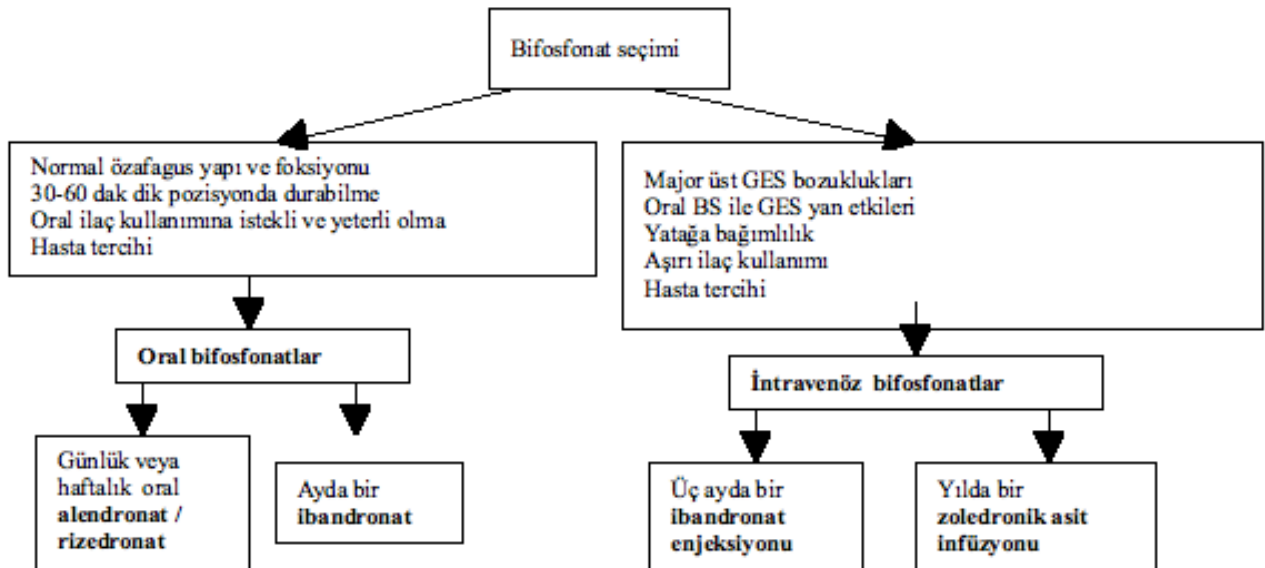 Bifosfonat seçimi
Normal özafagus yapı ve foksiyonu
30-60 dak dik pozisyonda durabilme
Oral ilaç kullanımına istekli ve yeterli olma
Hasta tercihi
Major üst GES bozuklukları
Oral BS ile GES yan etkileri
Yatağa bağımlılık
Aşırı ilaç kullanımı
Hasta tercihi
Oral bifosfonatlar
İntravenöz bifosfonatlar
Günlük veya
haftalık oral
alendronat /
rizedronat
Ayda bir
ibandronat
Üç ayda bir
ibandronat
enjeksiyonu
Yılda bir
zoledronik asit
infüzyonu